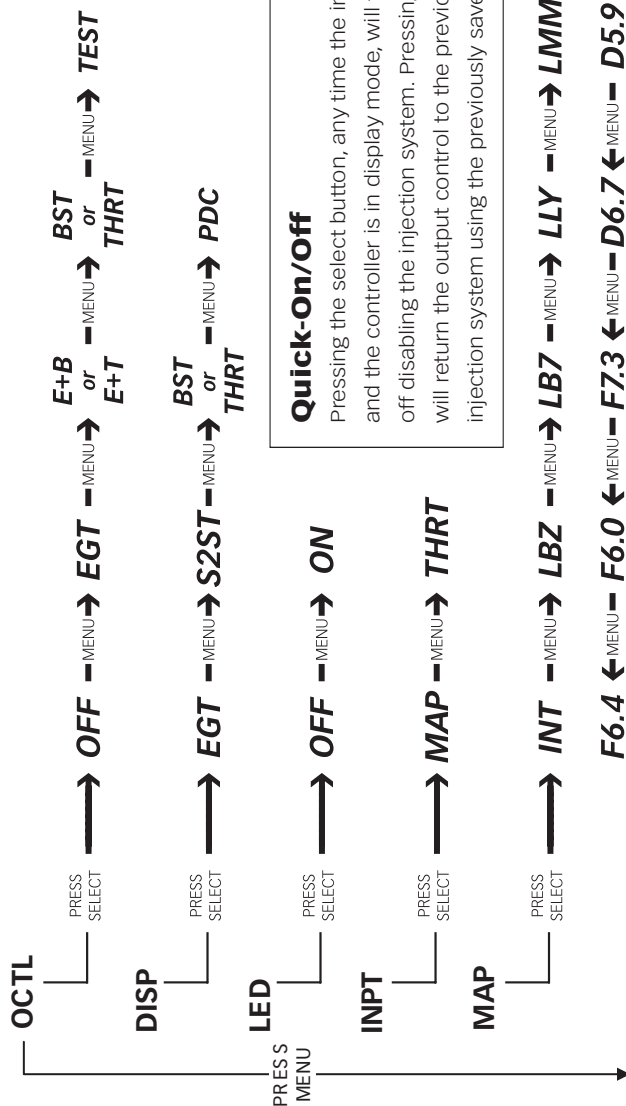 OCTL
PRESS
SELECT
OFF MENU EGT MENU E+B or E+T MENU BST or THRT MENU TEST
DISP
PRESS
SELECT
EGT MENU S2ST MENU BST or THRT MENU PDC
LED
PRESS
SELECT
OFF MENU ON
INPT
PRESS
SELECT
MAP MENU THRT
MAP
PRESS
SELECT
INT MENU LBZ MENU LB7 MENU LLY MENU LMM
F6.4 MENU F6.0 MENU F7.3 MENU D6.7 MENU D5.9
PRESS
MENU
Quick-On/Off
Pressing the select button, any time the in
and the controller is in display mode, will
off disabling the injection system. Pressing
will return the output control to the previo
injection system using the previously save